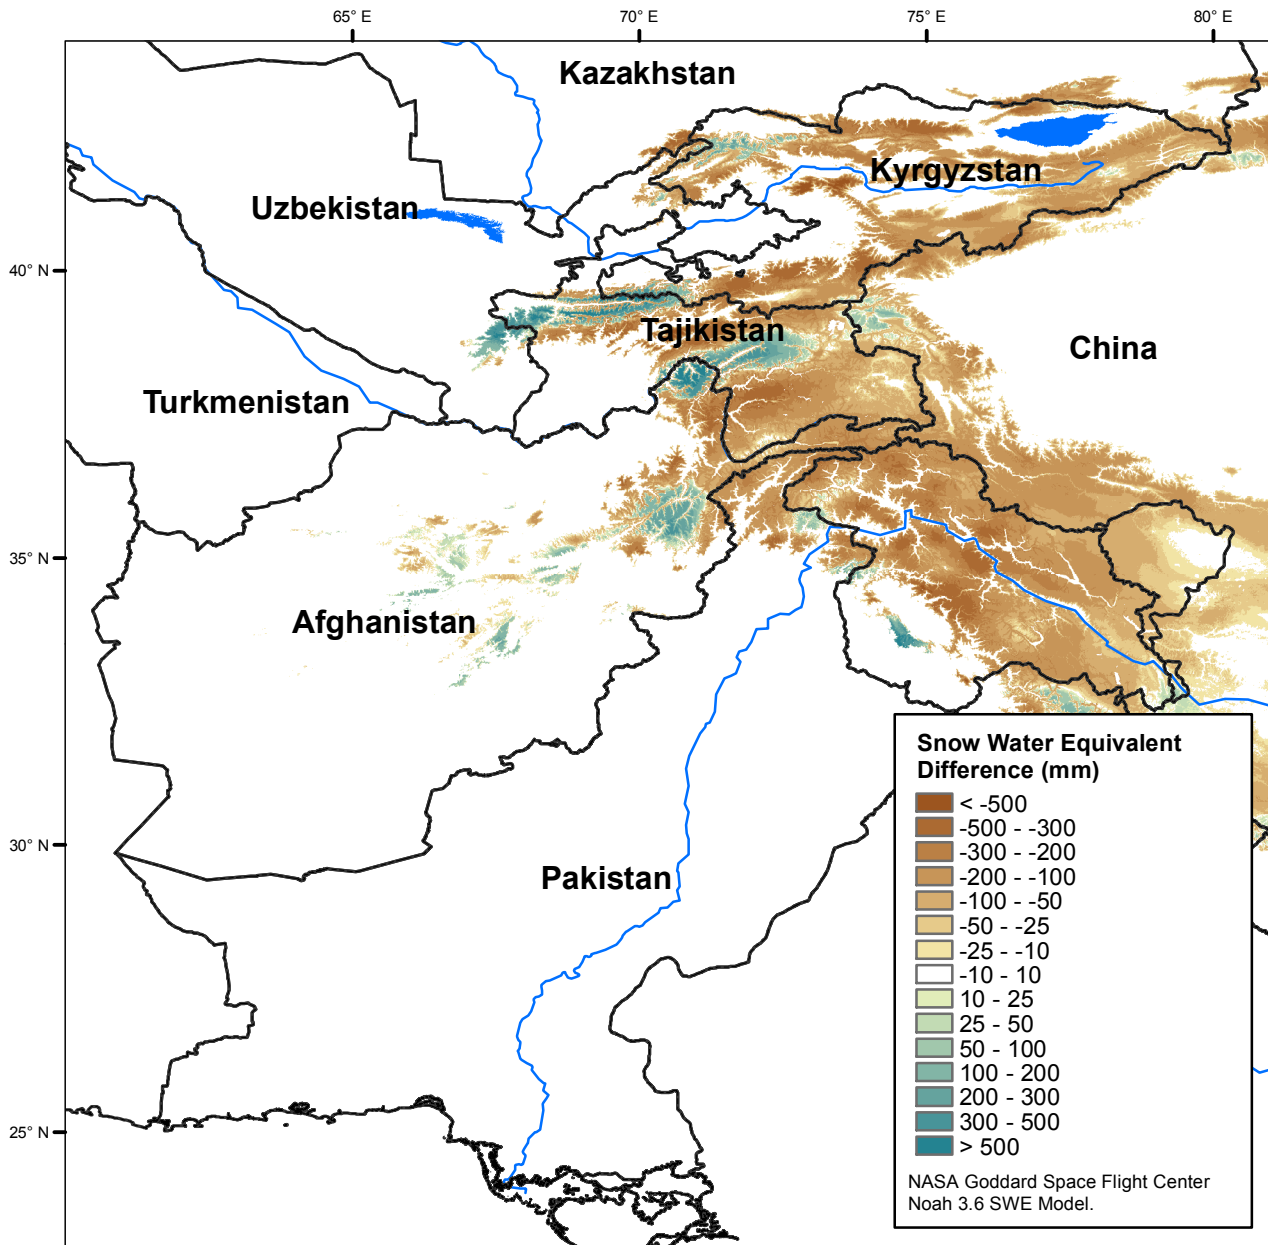 65° E
70° E
75° E
80° E
Kazakhstan
Kyrgyzstan
Uzbekistan
40° N
Tajikistan
China
Turkmenistan
35° N
Afghanistan
30° N
Pakistan
25° N
Snow Water Equivalent
Difference (mm)
< -500
-500 - -300
-300 - -200
-200 - -100
-100 - -50
-50 - -25
-25 - -10
-10 - 10
10 - 25
25 - 50
50 - 100
100 - 200
200 - 300
300 - 500
> 500
NASA Goddard Space Flight Center
Noah 3.6 SWE Model.